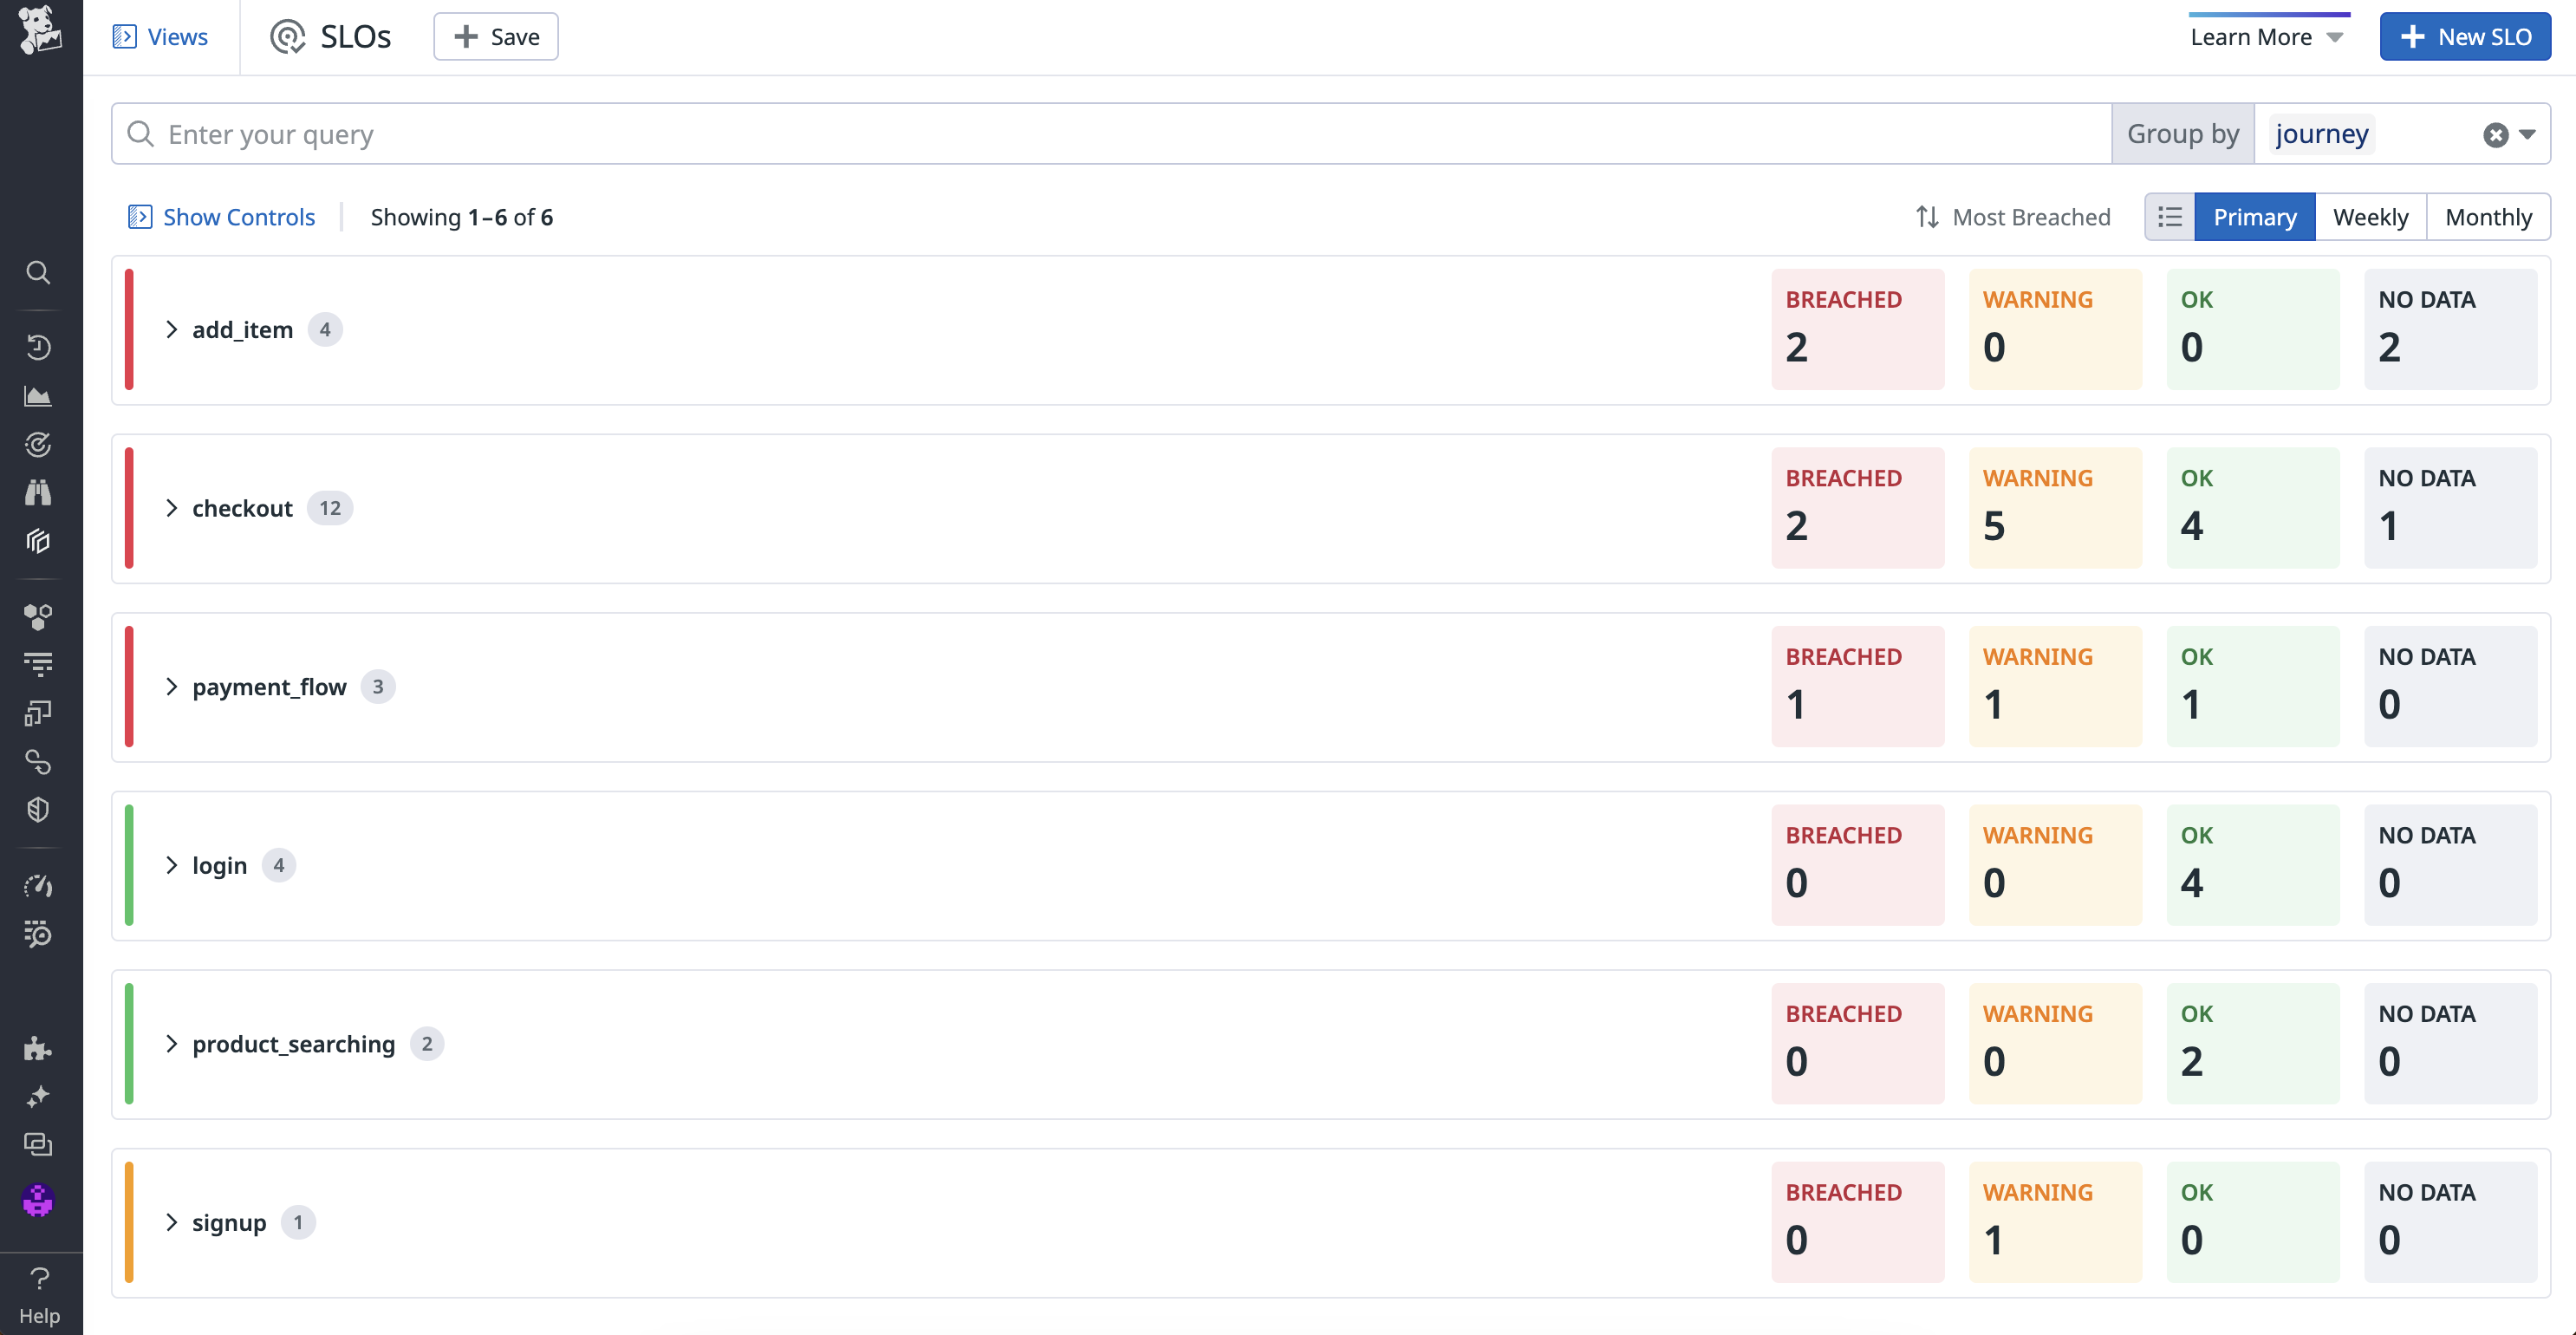 Views
SLOs
Save
Learn More
New SLO
Enter your query
Group by
journey
Show Controls
Showing 1–6 of 6
Most Breached
Primary
Weekly
Monthly
add_item 4
BREACHED WARNING OK NO DATA
2 0 0 2
checkout 12
BREACHED WARNING OK NO DATA
2 5 4 1
payment_flow 3
BREACHED WARNING OK NO DATA
1 1 1 0
login 4
BREACHED WARNING OK NO DATA
0 0 4 0
product_searching 2
BREACHED WARNING OK NO DATA
0 0 2 0
signup 1
BREACHED WARNING OK NO DATA
0 1 0 0
Help